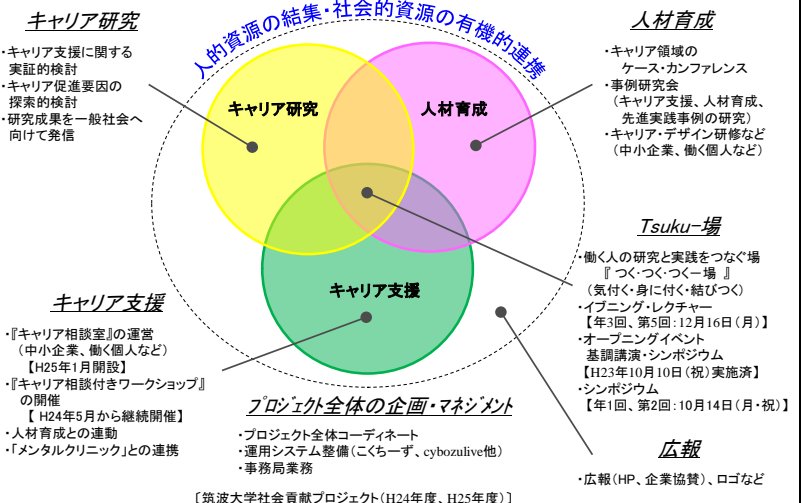 人的資源の結集・社会的資源の有機的連携
キャリア研究
・キャリア支援に関する
実証的検討
・キャリア促進要因の
探索的検討
・研究成果を一般社会へ
向けて発信
人材育成
・キャリア領域の
ケース・カンファレンス
・事例研究会
（キャリア支援、人材育成、
先進実践事例の研究）
・キャリア・デザイン研修など
（中小企業、働く個人など）
キャリア研究
人材育成
キャリア支援
Tsuku-場
・働く人の研究と実践をつなぐ場
『 つく・つく・つくー場 』
（気付く・身に付く・結びつく）
・イブニング・レクチャー
【年3回、第5回：12月16日（月）】
・オープニングイベント
基調講演・シンポジウム
【H23年10月10日（祝）実施済】
・シンポジウム
【年1回、第2回：10月14日（月・祝）】
キャリア支援
・『キャリア相談室』の運営
（中小企業、働く個人など）
【H25年1月開設】
・『キャリア相談付きワークショップ』
の開催
【 H24年5月から継続開催】
・人材育成との連動
・「メンタルクリニック」との連携
プロジェクト全体の企画・マネジメント
・プロジェクト全体コーディネート
・運用システム整備（こくちーず、cybozulive他）
・事務局業務
広報
・広報（HP、企業協賛）、ロゴなど
〔筑波大学社会貢献プロジェクト（H24年度、H25年度）〕